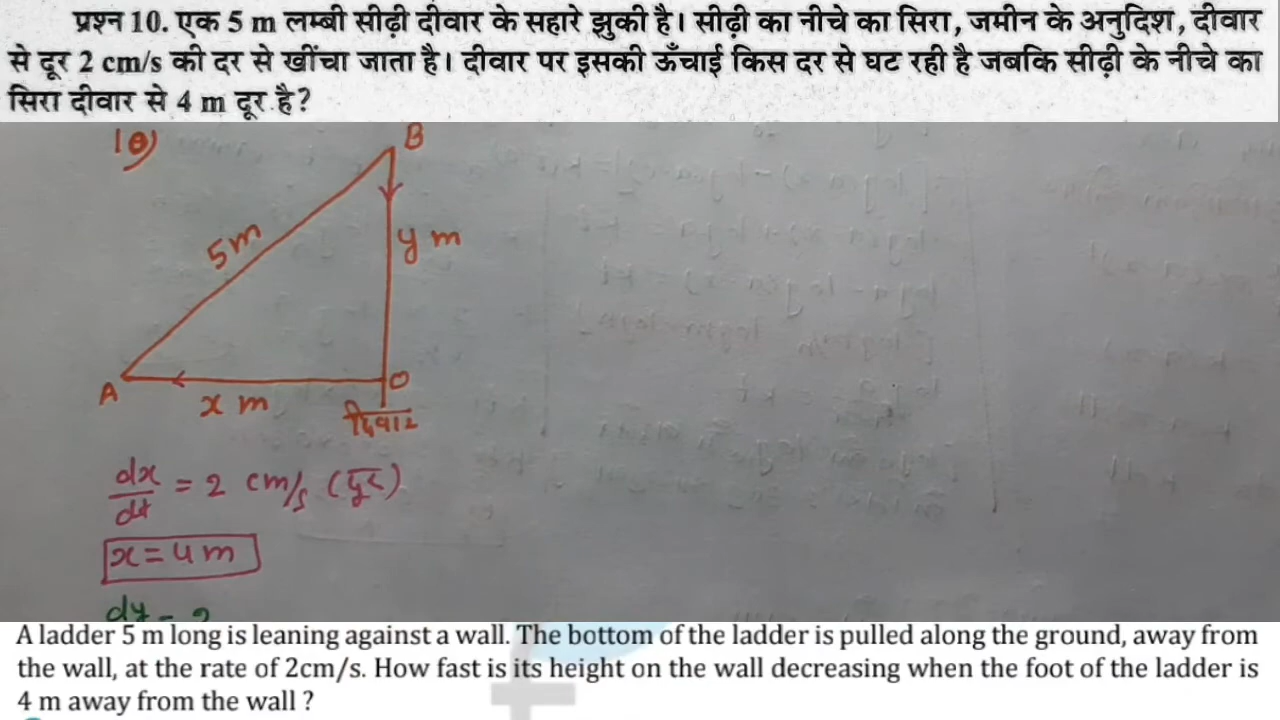 प्रश्न 10. एक 5 m लम्बी सीढ़ी दीवार के सहारे झुकी है। सीढ़ी का नीचे का सिरा, जमीन के अनुदिश, दीवार
से दूर 2 cm/s की दर से खींचा जाता है। दीवार पर इसकी ऊँचाई किस दर से घट रही है जबकि सीढ़ी के नीचे का
सिरा दीवार से 4 m दूर है?
10)
B
5m
y m
A
x m
O
दिवार
dx/dt = 2 cm/s (दूर)
x = 4 m
dy = ?
A ladder 5 m long is leaning against a wall. The bottom of the ladder is pulled along the ground, away from
the wall, at the rate of 2cm/s. How fast is its height on the wall decreasing when the foot of the ladder is
4 m away from the wall ?